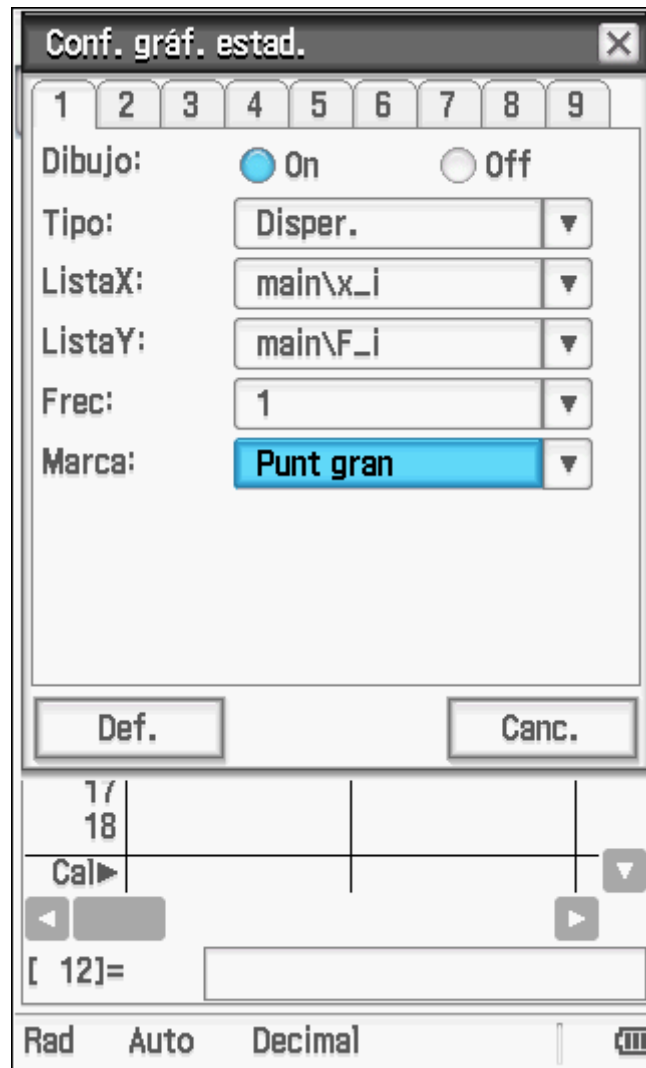 Conf. gráf. estad.
1 2 3 4 5 6 7 8 9
Dibujo: On Off
Tipo: Disper.
ListaX: main\x_i
ListaY: main\F_i
Frec: 1
Marca: Punt gran
Def. Canc.
17
18
Cal▶
[ 12]=
Rad Auto Decimal